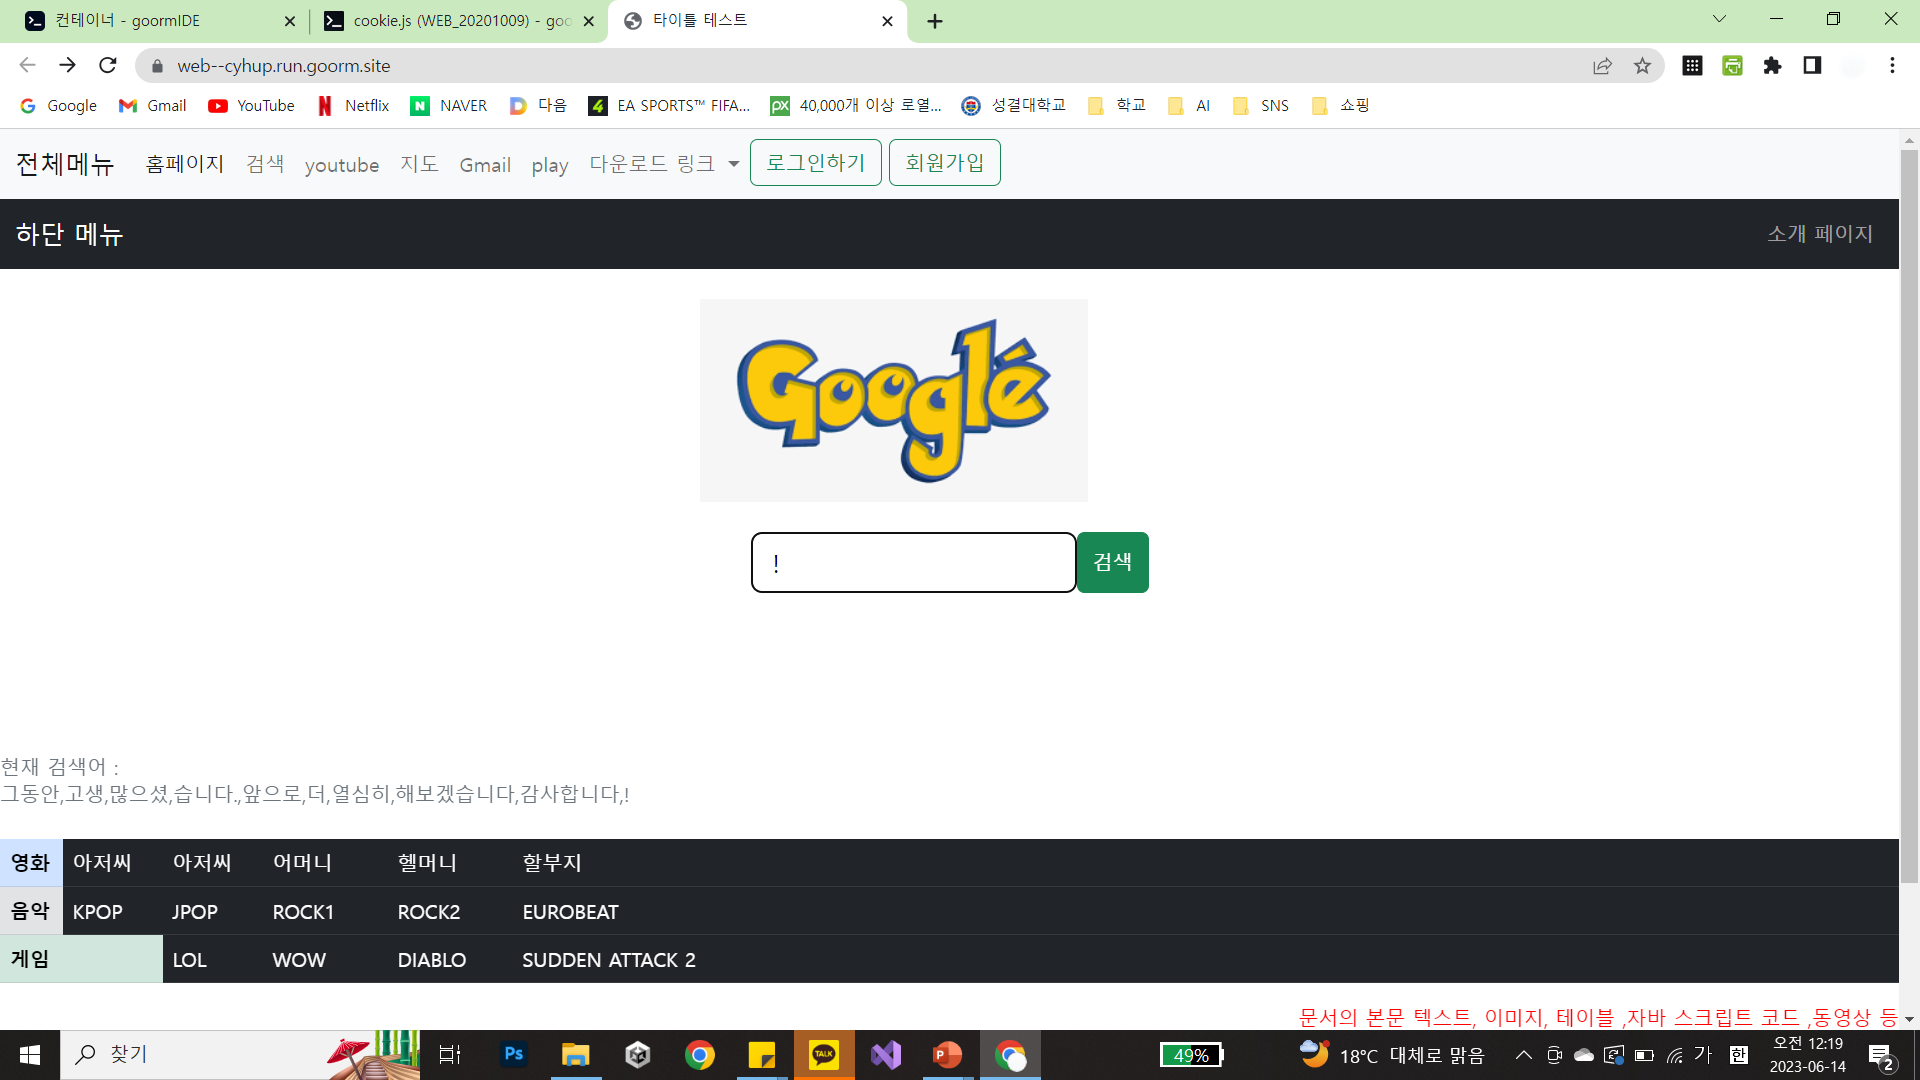 컨테이너 - goormIDE
cookie.js (WEB_20201009) - goo
타이틀 테스트
web--cyhup.run.goorm.site
Google Gmail YouTube Netflix NAVER 다음 EA SPORTS™ FIFA... 40,000개 이상 로열... 성결대학교 학교 AI SNS 쇼핑
전체메뉴 홈페이지 검색 youtube 지도 Gmail play 다운로드 링크 로그인하기 회원가입
하단 메뉴 소개 페이지
Googlé
! 검색
현재 검색어 :
그동안,고생,많으셨,습니다.,앞으로,더,열심히,해보겠습니다,감사합니다,!
영화 아저씨 아저씨 어머니 헬머니 할부지
음악 KPOP JPOP ROCK1 ROCK2 EUROBEAT
게임 LOL WOW DIABLO SUDDEN ATTACK 2
문서의 본문 텍스트, 이미지, 테이블 ,자바 스크립트 코드 ,동영상 등
찾기
Ps
TALK
P
49%
18°C 대체로 맑음
가
한
오전 12:19
2023-06-14
2